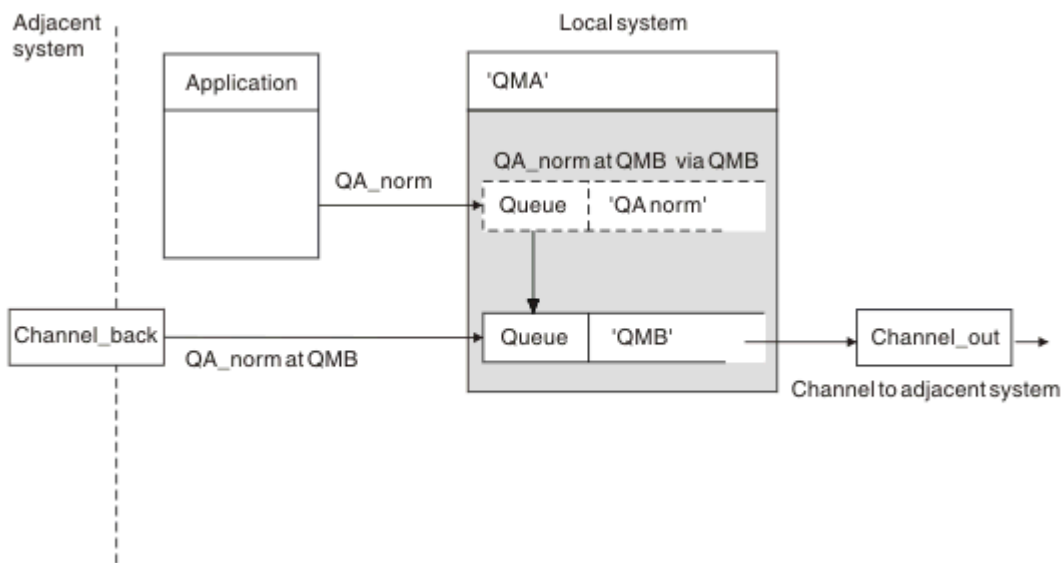 Adjacent
system
Local system
Application
'QMA'
QA_norm at QMB via QMB
QA_norm
Queue
'QA norm'
Channel_back
Queue
'QMB'
Channel_out
QA_norm at QMB
Channel to adjacent system